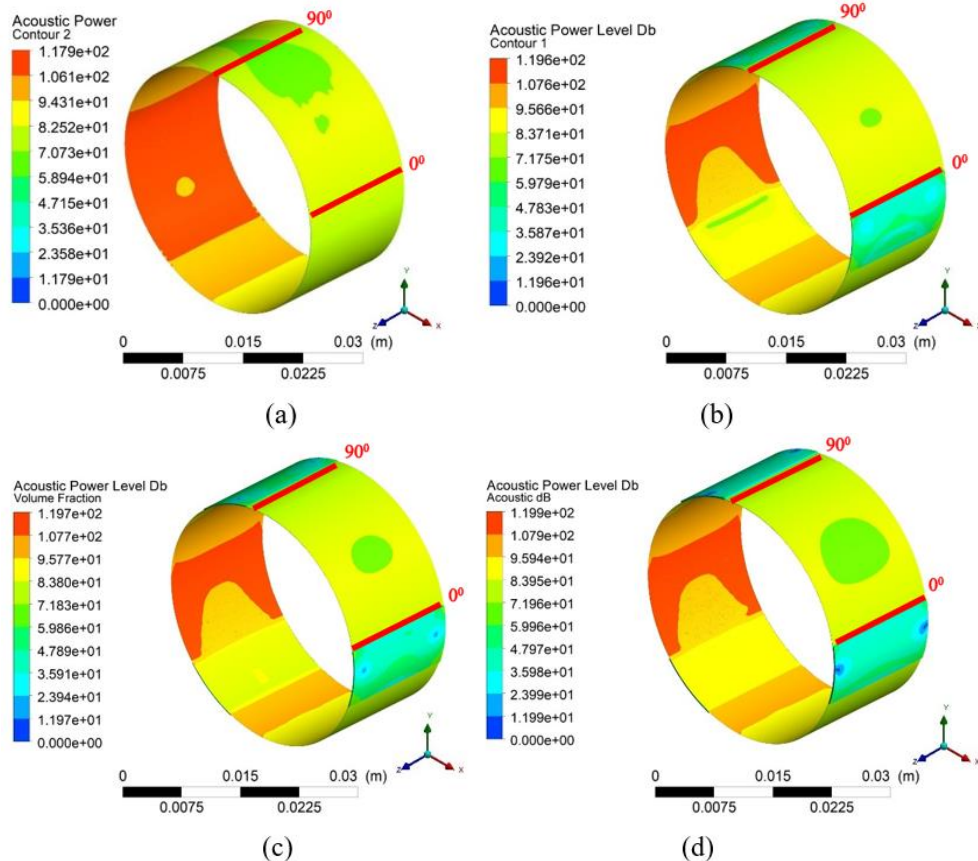 Acoustic Power
Contour 2
1.179e+02
1.061e+02
9.431e+01
8.252e+01
7.073e+01
5.894e+01
4.715e+01
3.536e+01
2.358e+01
1.179e+01
0.000e+00
90⁰
0⁰
Y
Z
X
0 0.015 0.03 (m)
0.0075 0.0225
(a)
Acoustic Power Level Db
Contour 1
1.196e+02
1.076e+02
9.566e+01
8.371e+01
7.175e+01
5.979e+01
4.783e+01
3.587e+01
2.392e+01
1.196e+01
0.000e+00
90⁰
0⁰
Y
Z
0 0.015 0.03 (m)
0.0075 0.0225
(b)
Acoustic Power Level Db
Volume Fraction
1.197e+02
1.077e+02
9.577e+01
8.380e+01
7.183e+01
5.986e+01
4.789e+01
3.591e+01
2.394e+01
1.197e+01
0.000e+00
90⁰
0⁰
Y
Z
X
0 0.015 0.03 (m)
0.0075 0.0225
(c)
Acoustic Power Level Db
Acoustic dB
1.199e+02
1.079e+02
9.594e+01
8.395e+01
7.196e+01
5.996e+01
4.797e+01
3.598e+01
2.399e+01
1.199e+01
0.000e+00
90⁰
0⁰
Y
Z
X
0 0.015 0.03 (m)
0.0075 0.0225
(d)